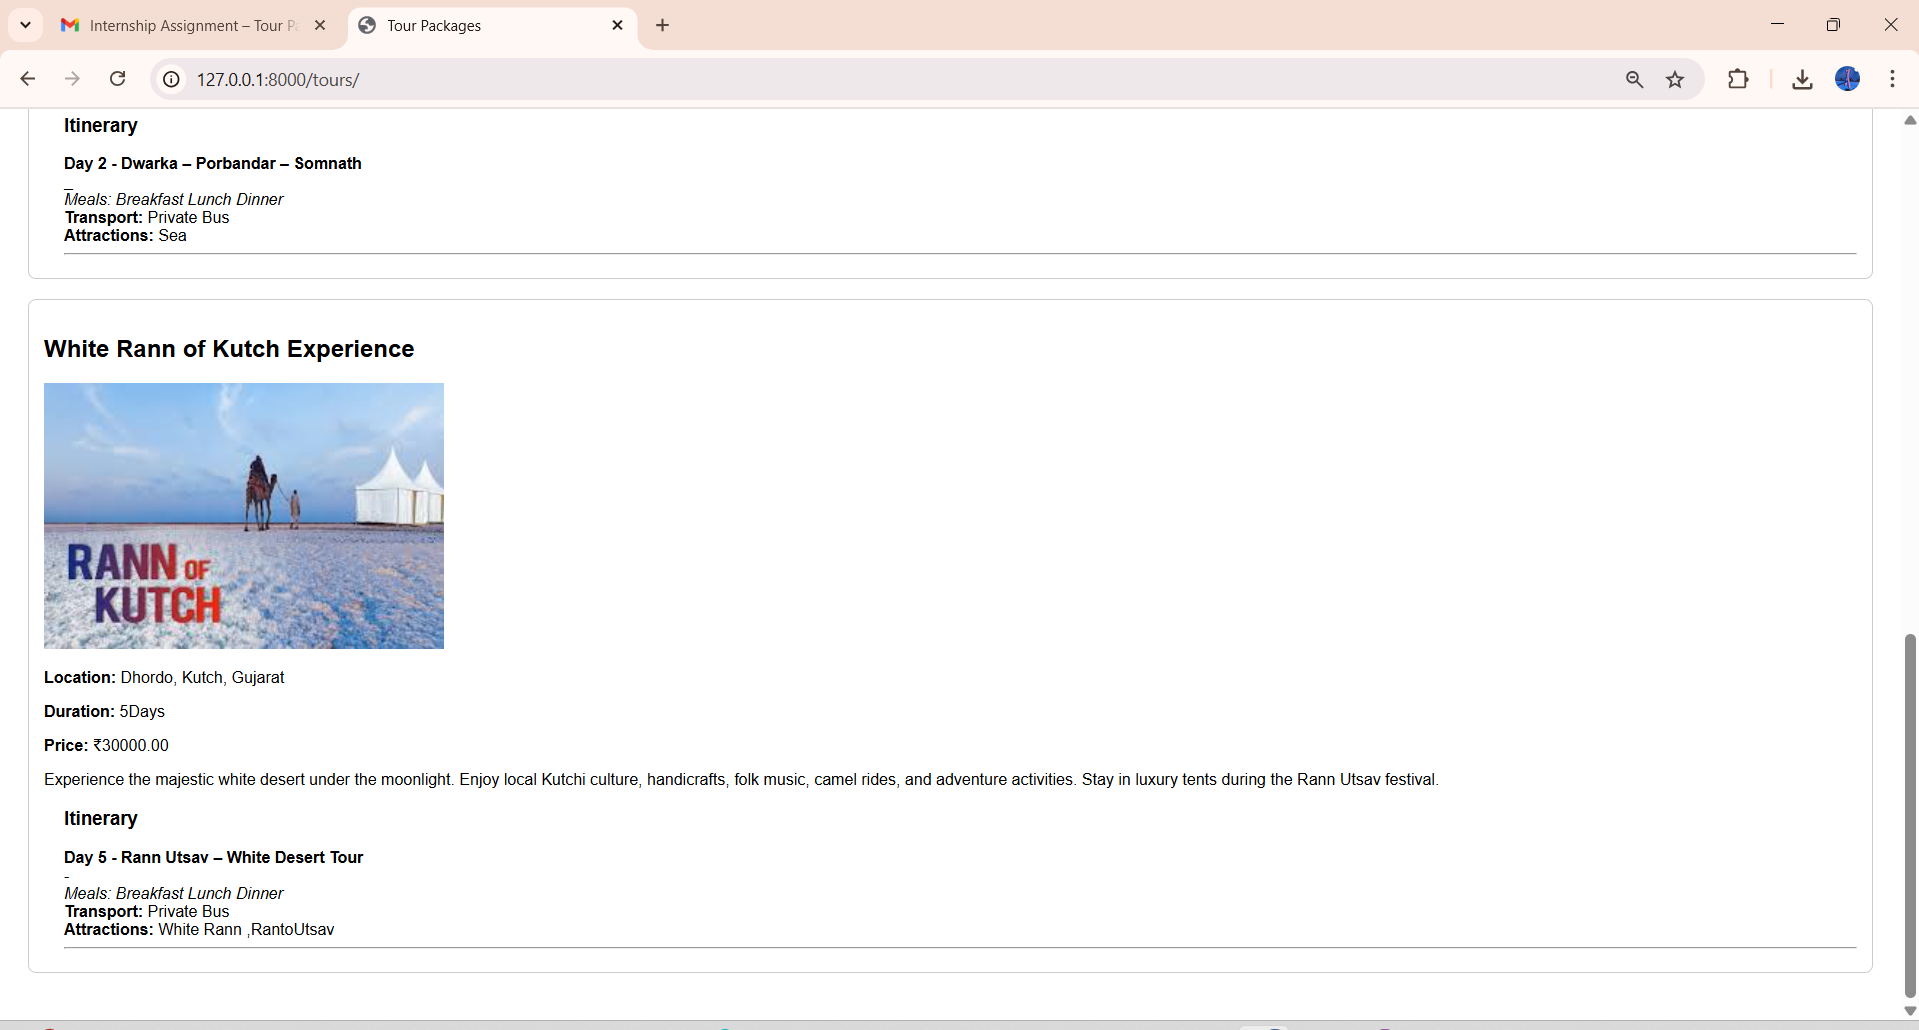 Internship Assignment – Tour Pa
Tour Packages
127.0.0.1:8000/tours/
Itinerary
Day 2 - Dwarka – Porbandar – Somnath
_
Meals: Breakfast Lunch Dinner
Transport: Private Bus
Attractions: Sea
White Rann of Kutch Experience
RANN OF
KUTCH
Location: Dhordo, Kutch, Gujarat
Duration: 5Days
Price: ₹30000.00
Experience the majestic white desert under the moonlight. Enjoy local Kutchi culture, handicrafts, folk music, camel rides, and adventure activities. Stay in luxury tents during the Rann Utsav festival.
Itinerary
Day 5 - Rann Utsav – White Desert Tour
-
Meals: Breakfast Lunch Dinner
Transport: Private Bus
Attractions: White Rann ,RantoUtsav